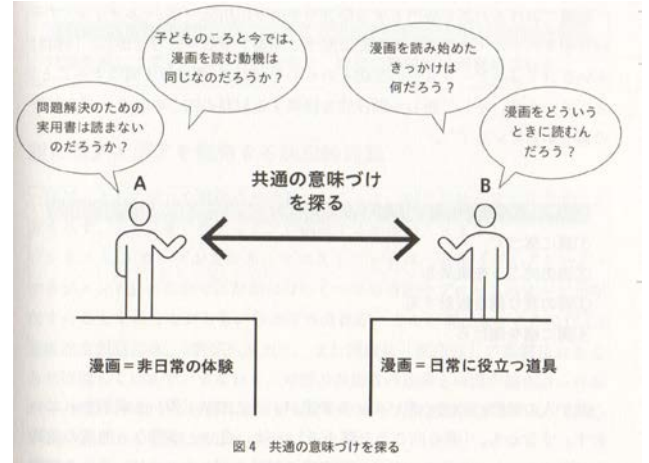 子どものころと今では、
漫画を読む動機は
同じなのだろうか?
漫画を読み始めた
きっかけは
何だろう?
問題解決のための
実用書は読まない
のだろうか?
漫画をどういう
ときに読むん
だろう?
A
共通の意味づけ
を探る
B
漫画=非日常の体験
漫画=日常に役立つ道具
図4 共通の意味づけを探る